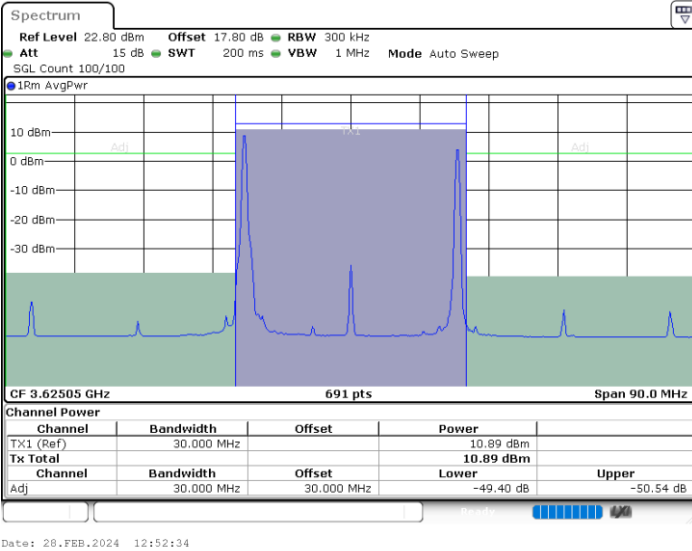 Spectrum
Ref Level 22.80 dBm Offset 17.80 dB RBW 300 kHz
Att 15 dB SWT 200 ms VBW 1 MHz Mode Auto Sweep
SGL Count 100/100
1Rm AvgPwr
TX1
10 dBm
Adj Adj
0 dBm
-10 dBm
-20 dBm
-30 dBm
CF 3.62505 GHz 691 pts Span 90.0 MHz
Channel Power
Channel Bandwidth Offset Power
TX1 (Ref) 30.000 MHz 10.89 dBm
Tx Total 10.89 dBm
Channel Bandwidth Offset Lower Upper
Adj 30.000 MHz 30.000 MHz -49.40 dB -50.54 dB
Ready
Date: 28.FEB.2024 12:52:34